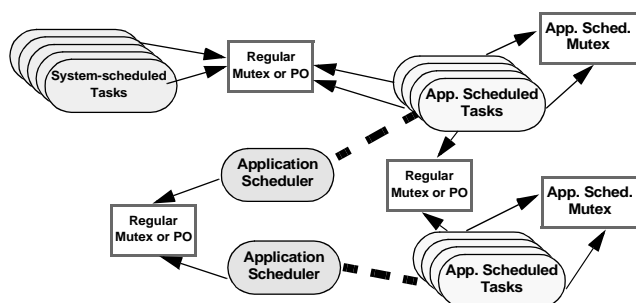 App. Sched.
Mutex
Regular
Mutex or PO
System-scheduled
Tasks
App. Scheduled
Tasks
Application
Scheduler
Regular
Mutex or PO
Regular
Mutex or PO
App. Sched.
Mutex
Application
Scheduler
App. Scheduled
Tasks